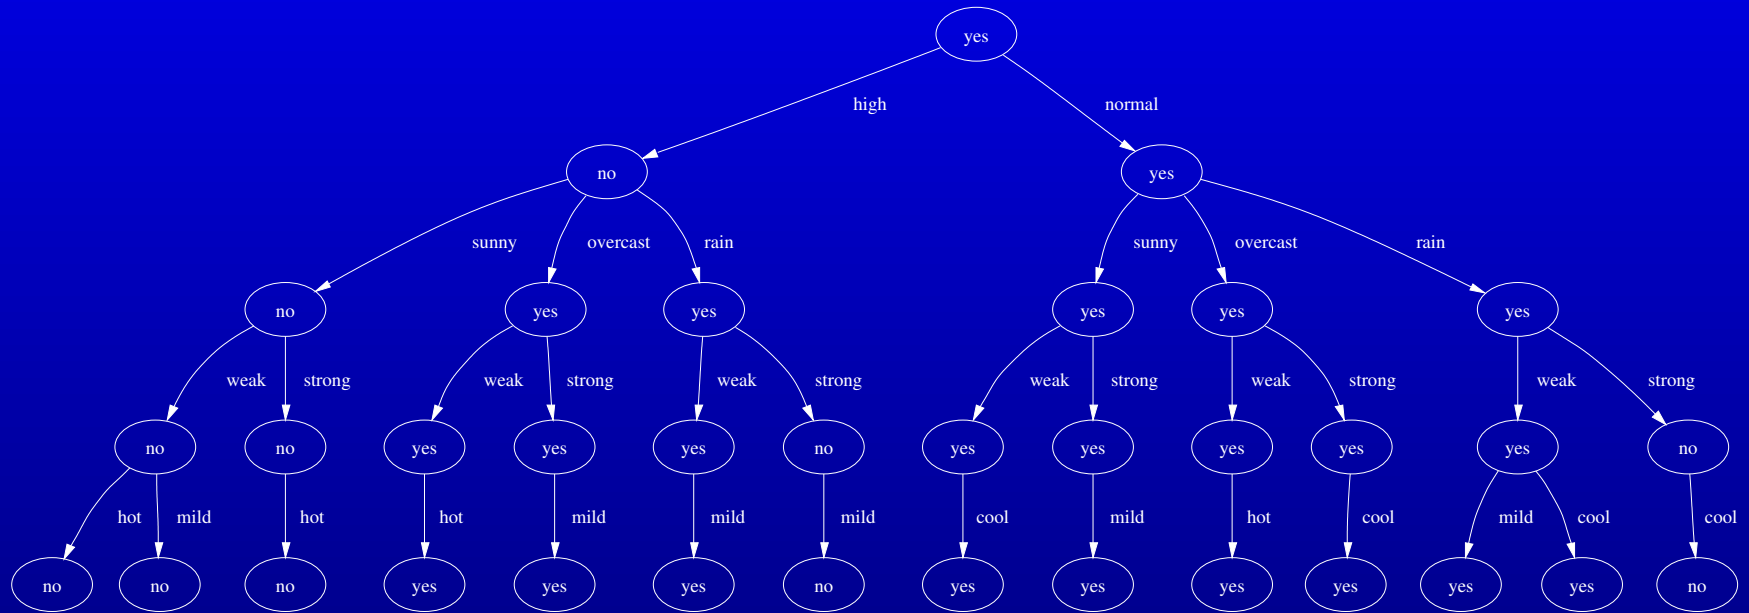 yes
high normal
no yes
sunny overcast rain sunny overcast rain
no yes yes yes yes yes
weak strong weak strong weak strong weak strong weak strong weak strong
no no yes yes yes no yes yes yes yes yes no
hot mild hot hot mild mild mild cool mild hot cool mild cool cool
no no no yes yes yes no yes yes yes yes yes yes no